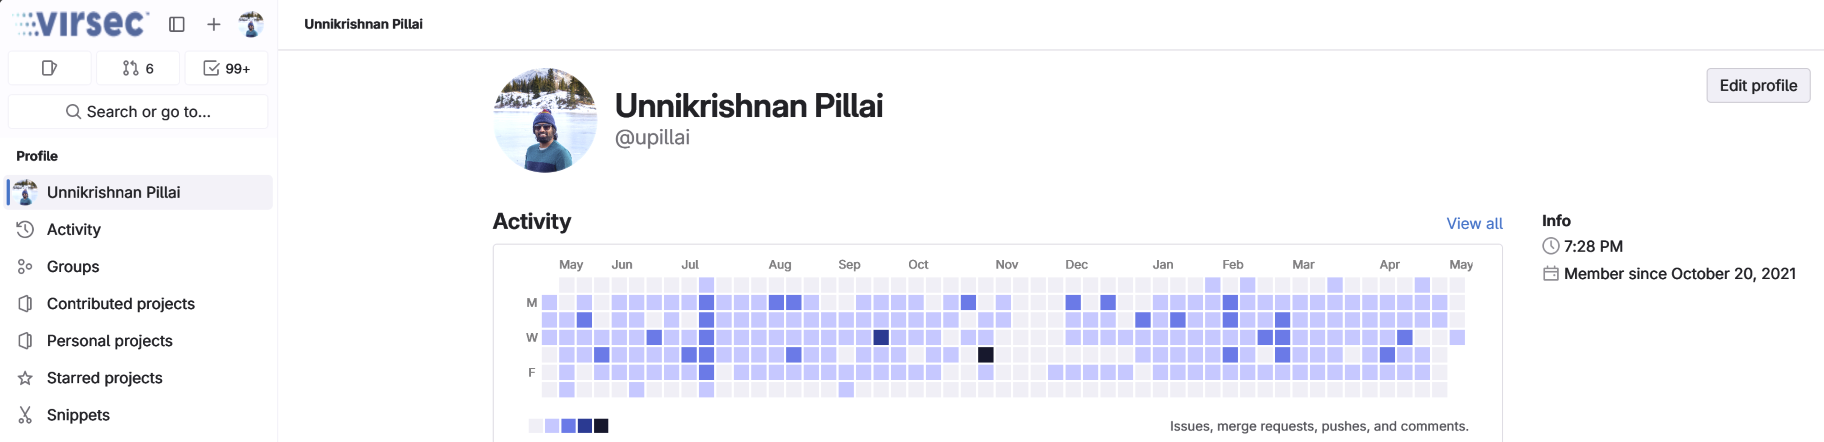 virsec
Unnikrishnan Pillai
6
99+
Search or go to...
Profile
Unnikrishnan Pillai
Activity
Groups
Contributed projects
Personal projects
Starred projects
Snippets
Unnikrishnan Pillai
@upillai
Edit profile
Activity
View all
May Jun Jul Aug Sep Oct Nov Dec Jan Feb Mar Apr May
M
W
F
Issues, merge requests, pushes, and comments.
Info
7:28 PM
Member since October 20, 2021